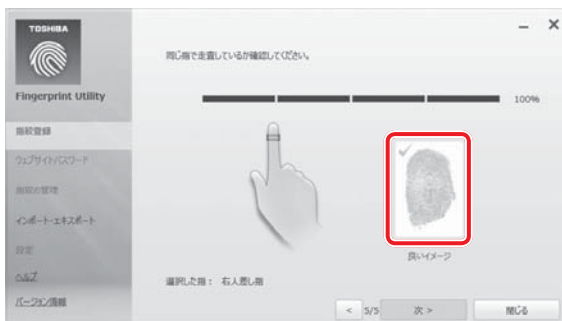 TOSHIBA
Fingerprint Utility
指紋登録
ウェブサイト/パスワード
指紋の管理
インポート・エキスポート
設定
ヘルプ
バージョン情報
同じ指で走査しているか確認してください。
100%
良いイメージ
選択した指： 右人差し指
< 5/5 次 > 閉じる